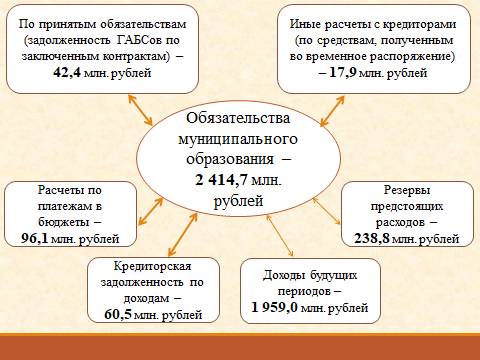 По принятым обязательствам
(задолженность ГАБСов по
заключенным контрактам) –
42,4 млн. рублей
Иные расчеты с кредиторами
(по средствам, полученным
во временное распоряжение)
– 17,9 млн. рублей
Обязательства
муниципального
образования –
2 414,7 млн.
рублей
Расчеты по
платежам в
бюджеты –
96,1 млн. рублей
Резервы
предстоящих
расходов –
238,8 млн. рублей
Кредиторская
задолженность по
доходам –
60,5 млн. рублей
Доходы будущих
периодов –
1 959,0 млн. рублей